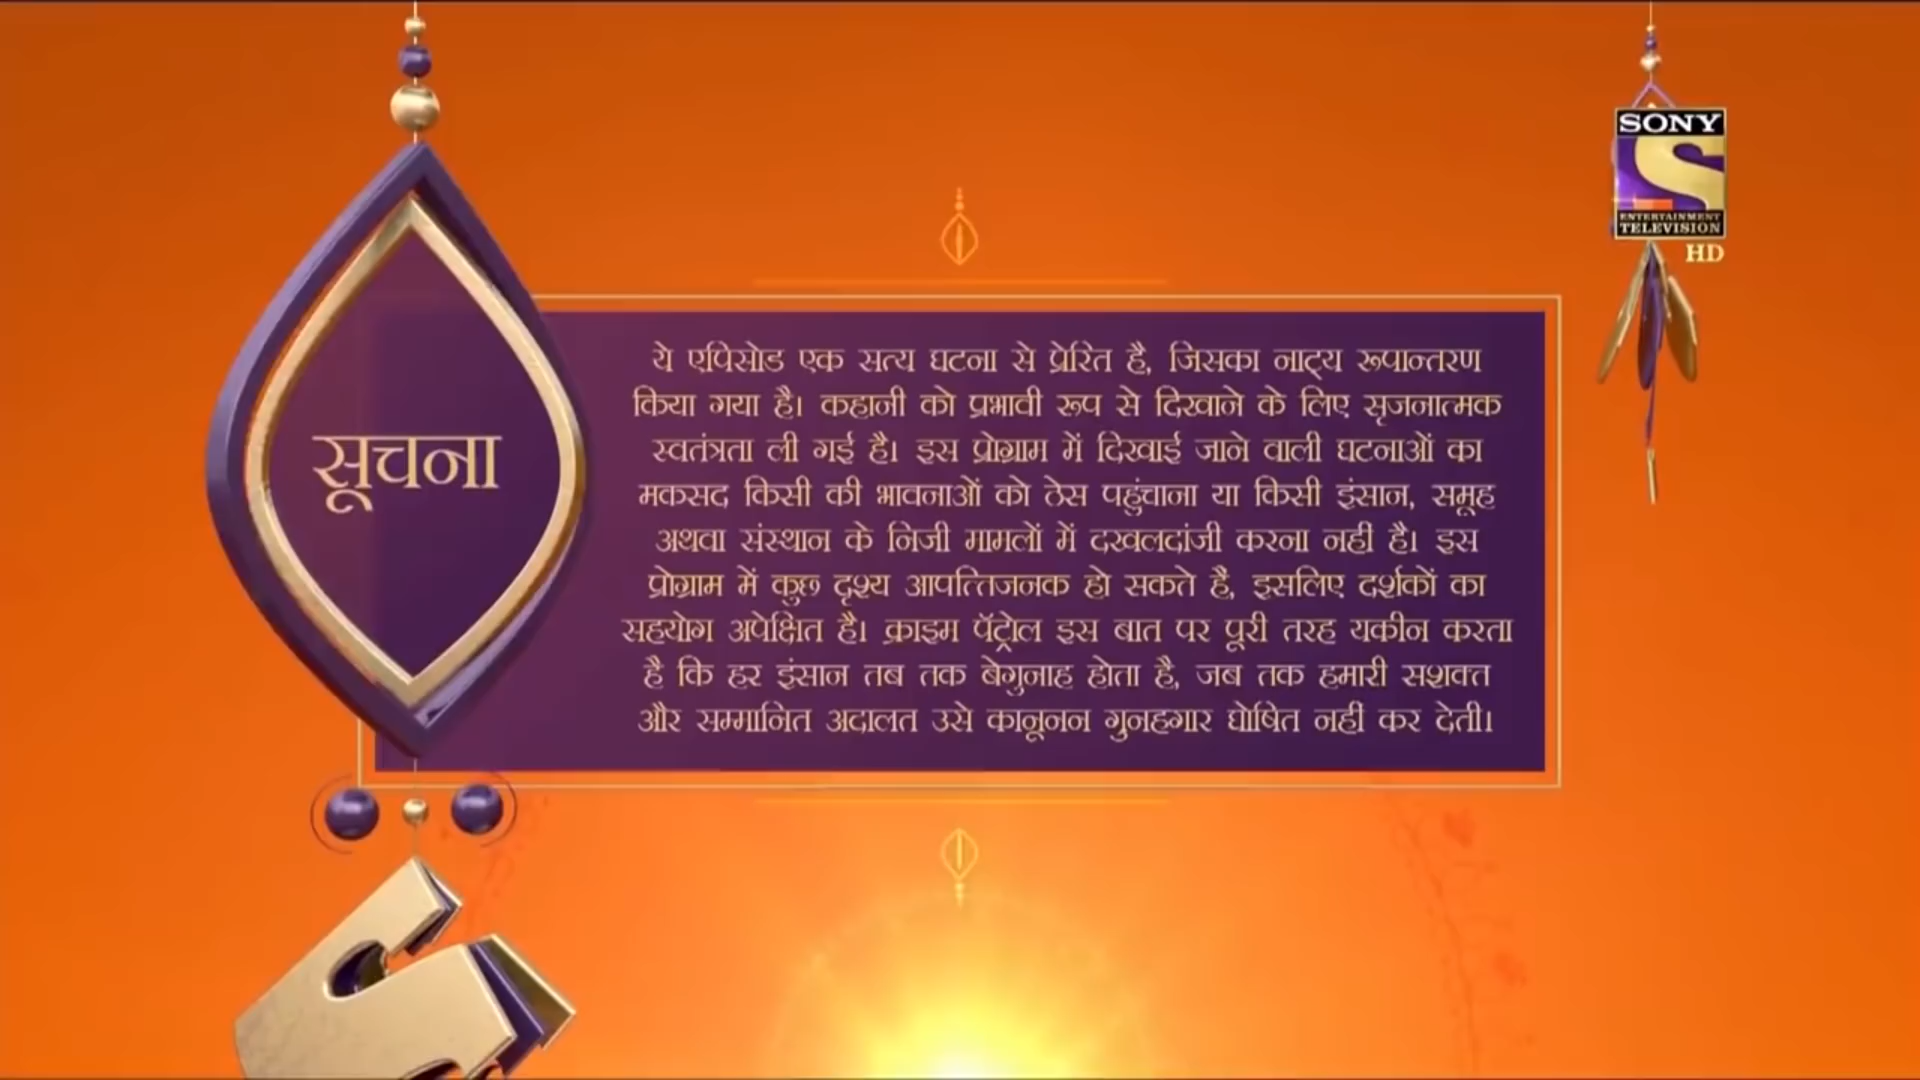 SONY
ENTERTAINMENT
TELEVISION
HD
सूचना
ये एपिसोड एक सत्य घटना से प्रेरित है, जिसका नाट्य रूपान्तरण
किया गया है। कहानी को प्रभावी रूप से दिखाने के लिए सृजनात्मक
स्वतंत्रता ली गई है। इस प्रोग्राम में दिखाई जाने वाली घटनाओं का
मकसद किसी की भावनाओं को ठेस पहुंचाना या किसी इंसान, समूह
अथवा संस्थान के निजी मामलों में दखलदांजी करना नहीं है। इस
प्रोग्राम में कुछ दृश्य आपत्तिजनक हो सकते हैं, इसलिए दर्शकों का
सहयोग अपेक्षित है। क्राइम पॅट्रोल इस बात पर पूरी तरह यकीन करता
है कि हर इंसान तब तक बेगुनाह होता है, जब तक हमारी सशक्त
और सम्मानित अदालत उसे कानूनन गुनहगार घोषित नहीं कर देती।